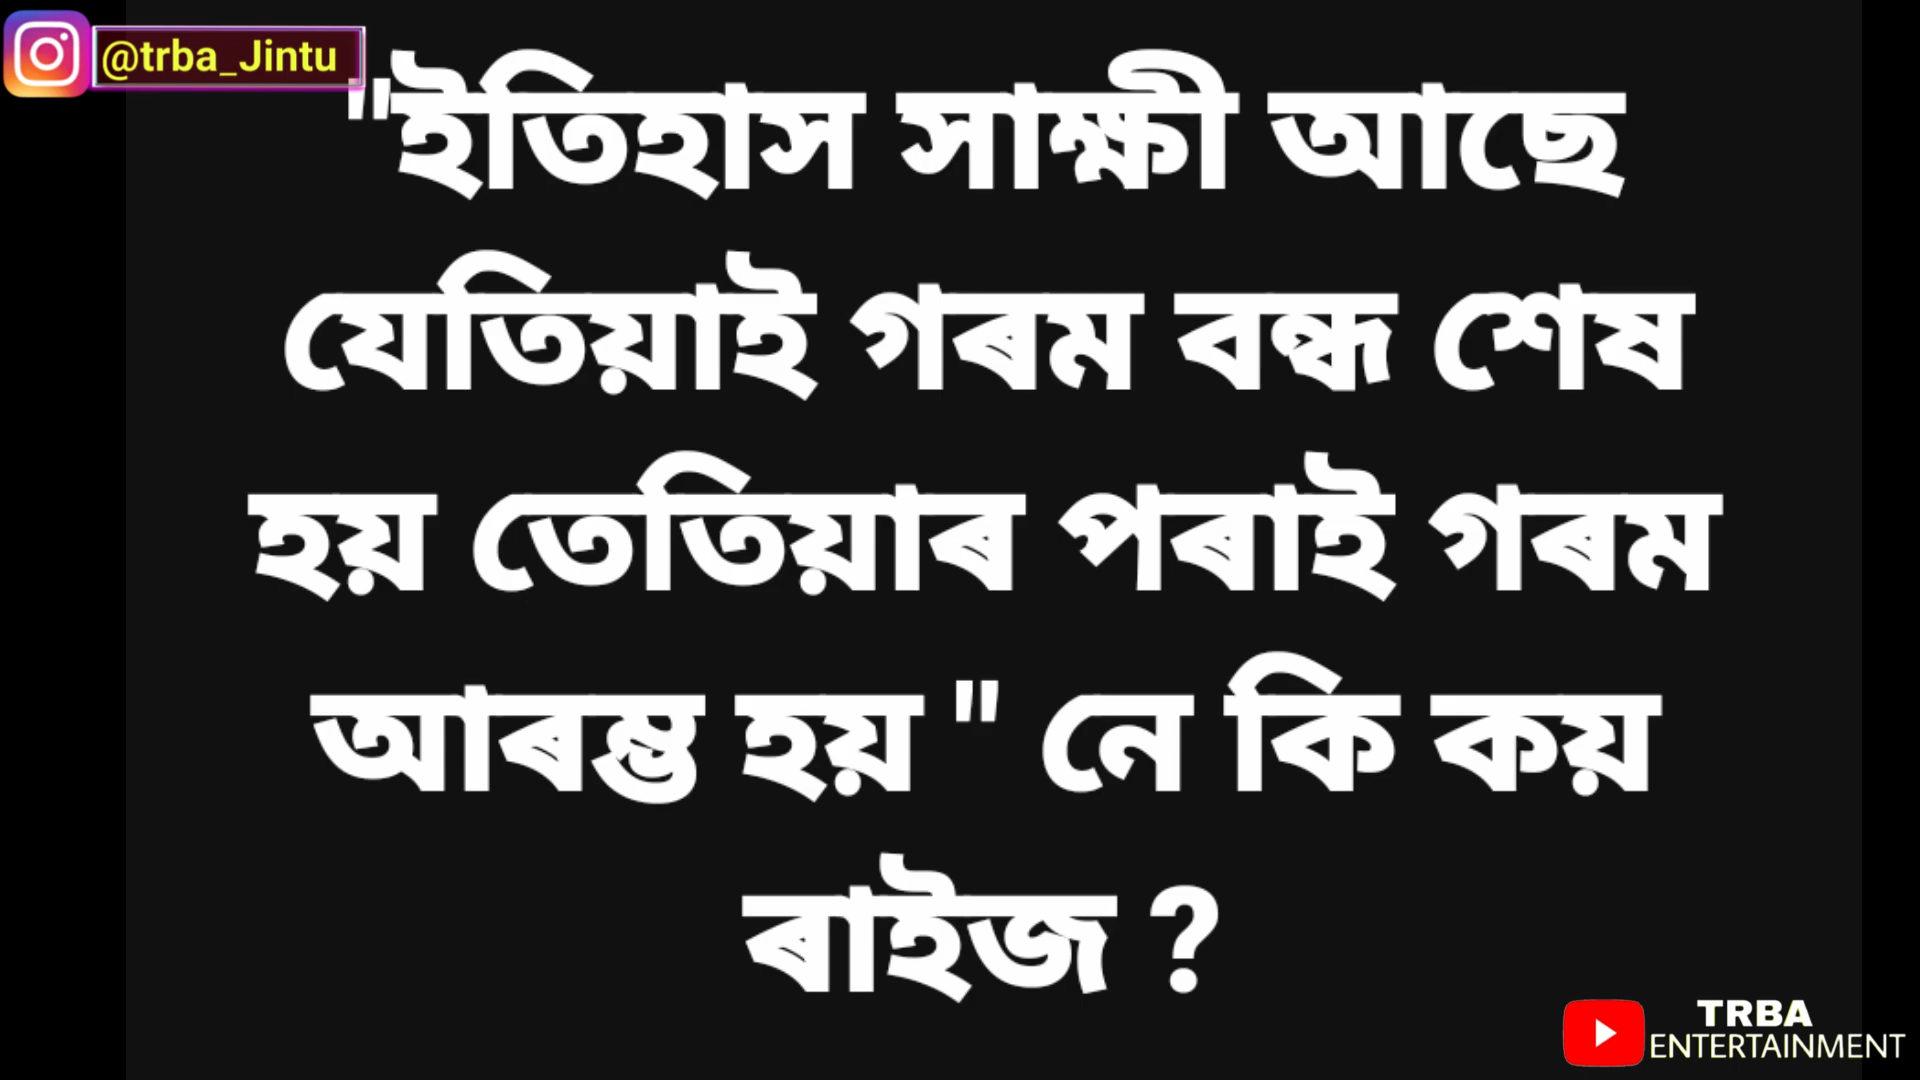 @trba_Jintu
"ইতিহাস সাক্ষী আছে
যেতিয়াই গৰম বন্ধ শেষ
হয় তেতিয়াৰ পৰাই গৰম
আৰম্ভ হয় " নে কি কয়
ৰাইজ ?
TRBA
ENTERTAINMENT